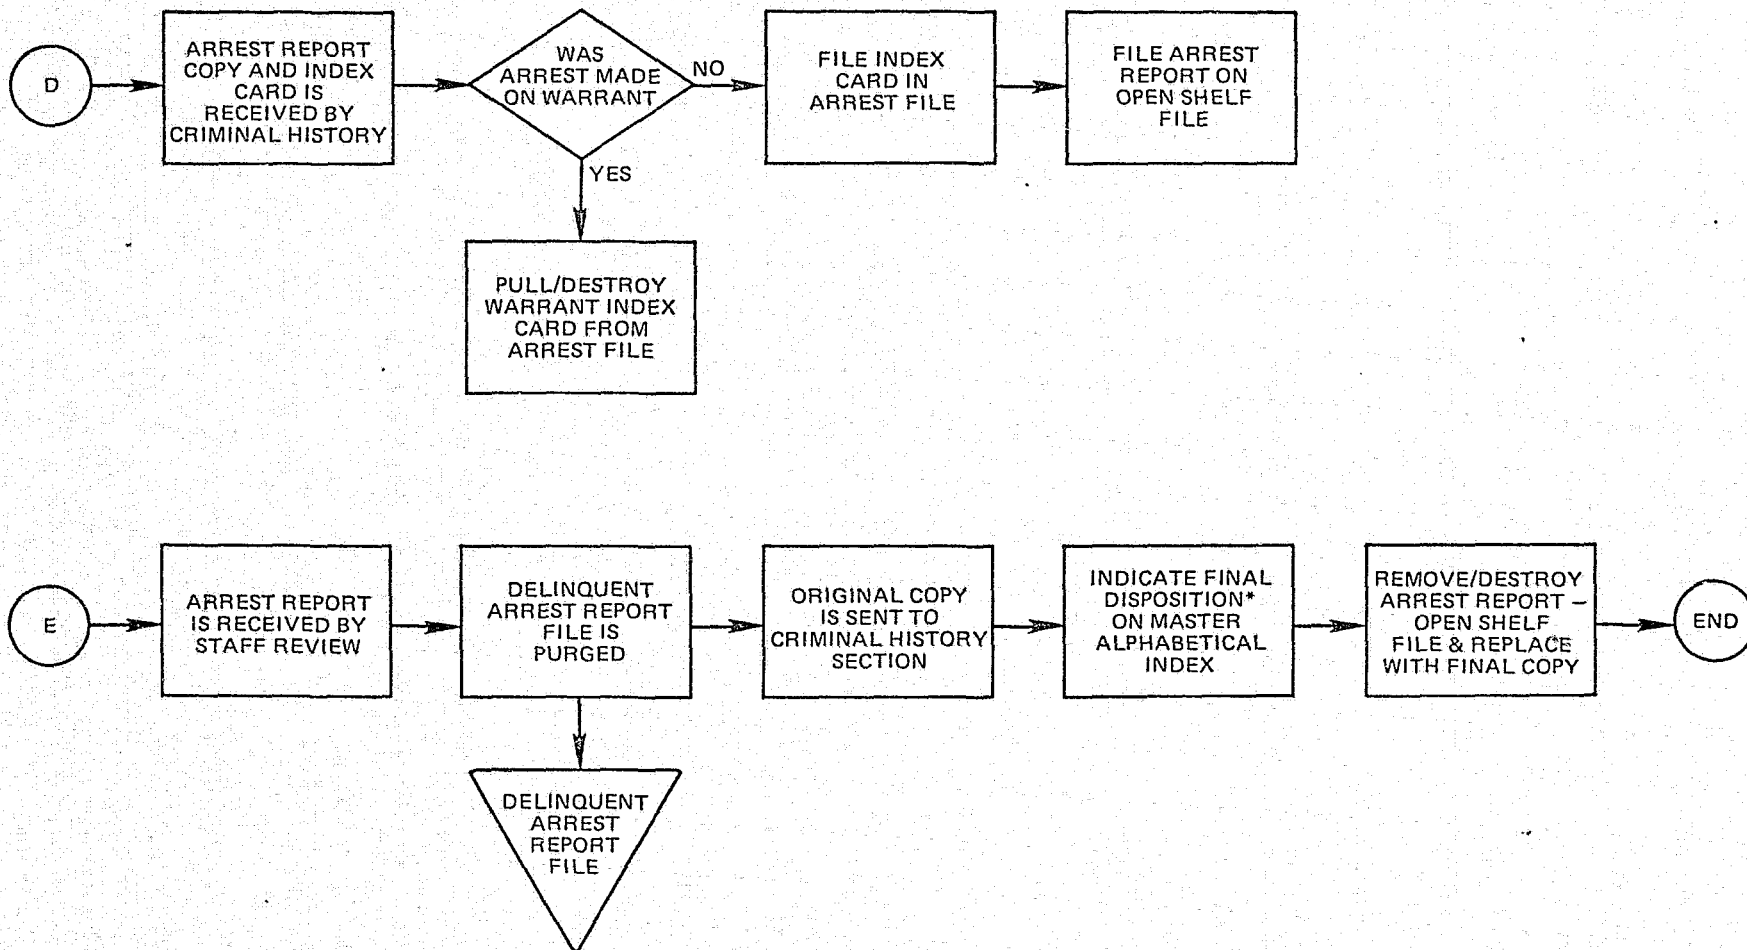 D
ARREST REPORT
COPY AND INDEX
CARD IS
RECEIVED BY
CRIMINAL HISTORY
WAS
ARREST MADE
ON WARRANT
NO
YES
FILE INDEX
CARD IN
ARREST FILE
FILE ARREST
REPORT ON
OPEN SHELF
FILE
PULL/DESTROY
WARRANT INDEX
CARD FROM
ARREST FILE
E
ARREST REPORT
IS RECEIVED BY
STAFF REVIEW
DELINQUENT
ARREST REPORT
FILE IS
PURGED
ORIGINAL COPY
IS SENT TO
CRIMINAL HISTORY
SECTION
INDICATE FINAL
DISPOSITION*
ON MASTER
ALPHABETICAL
INDEX
REMOVE/DESTROY
ARREST REPORT –
OPEN SHELF
FILE & REPLACE
WITH FINAL COPY
END
DELINQUENT
ARREST
REPORT
FILE